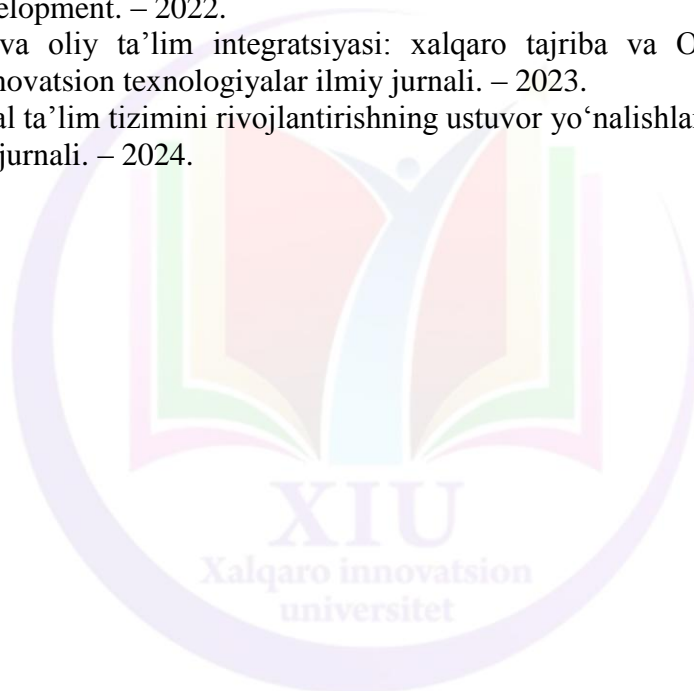 elopment. – 2022.
va oliy ta’lim integratsiyasi: xalqaro tajriba va O
novatsion texnologiyalar ilmiy jurnali. – 2023.
al ta’lim tizimini rivojlantirishning ustuvor yo‘nalishlar
jurnali. – 2024.
XIU
Xalqaro innovatsion
universitet